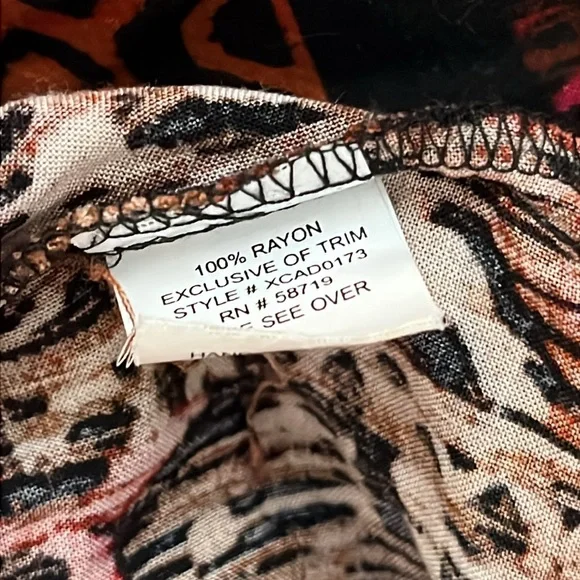 100% RAYON
EXCLUSIVE OF TRIM
STYLE # XCAD0173
RN # 58719
SEE OVER